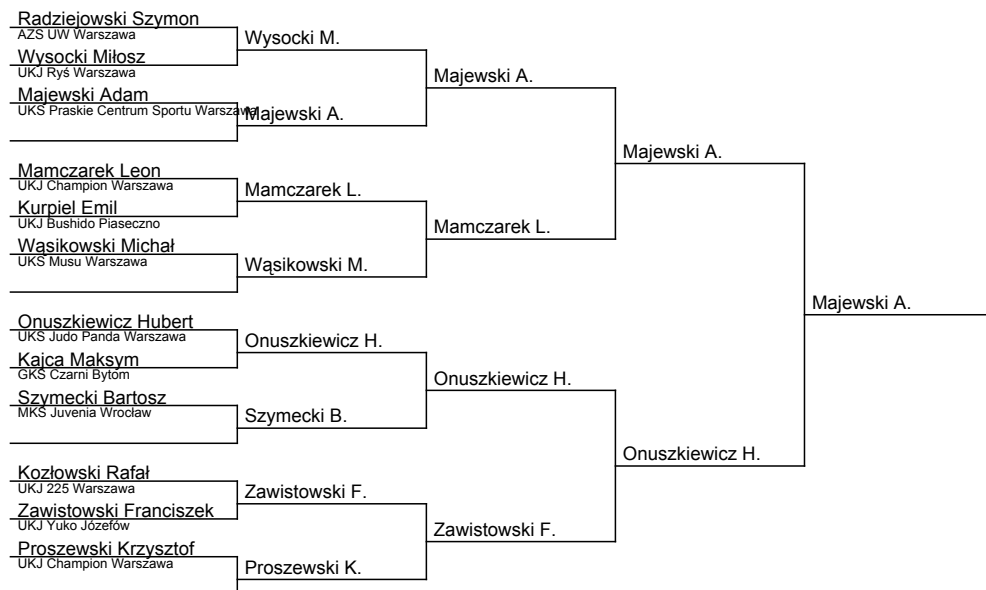 Radziejowski Szymon
AZS UW Warszawa
Wysocki Miłosz
UKJ Ryś Warszawa
Majewski Adam
UKS Praskie Centrum Sportu Warszawa
Mamczarek Leon
UKJ Champion Warszawa
Kurpiel Emil
UKJ Bushido Piaseczno
Wąsikowski Michał
UKS Musu Warszawa
Onuszkiewicz Hubert
UKS Judo Panda Warszawa
Kajca Maksym
GKS Czarni Bytom
Szymecki Bartosz
MKS Juvenia Wrocław
Kozłowski Rafał
UKJ 225 Warszawa
Zawistowski Franciszek
UKJ Yuko Józefów
Proszewski Krzysztof
UKJ Champion Warszawa
Wysocki M.
Majewski A.
Mamczarek L.
Wąsikowski M.
Onuszkiewicz H.
Szymecki B.
Zawistowski F.
Proszewski K.
Majewski A.
Mamczarek L.
Onuszkiewicz H.
Zawistowski F.
Majewski A.
Onuszkiewicz H.
Majewski A.